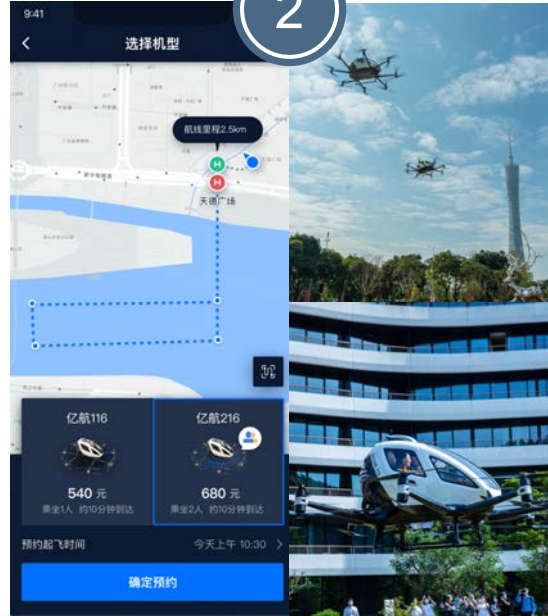 2
9:41
选择机型
航线里程2.5km
天德广场
亿航116
亿航216
540 元
680 元
乘坐1人 约10分钟到达
乘坐2人 约10分钟到达
预约起飞时间
今天上午 10:30
确定预约